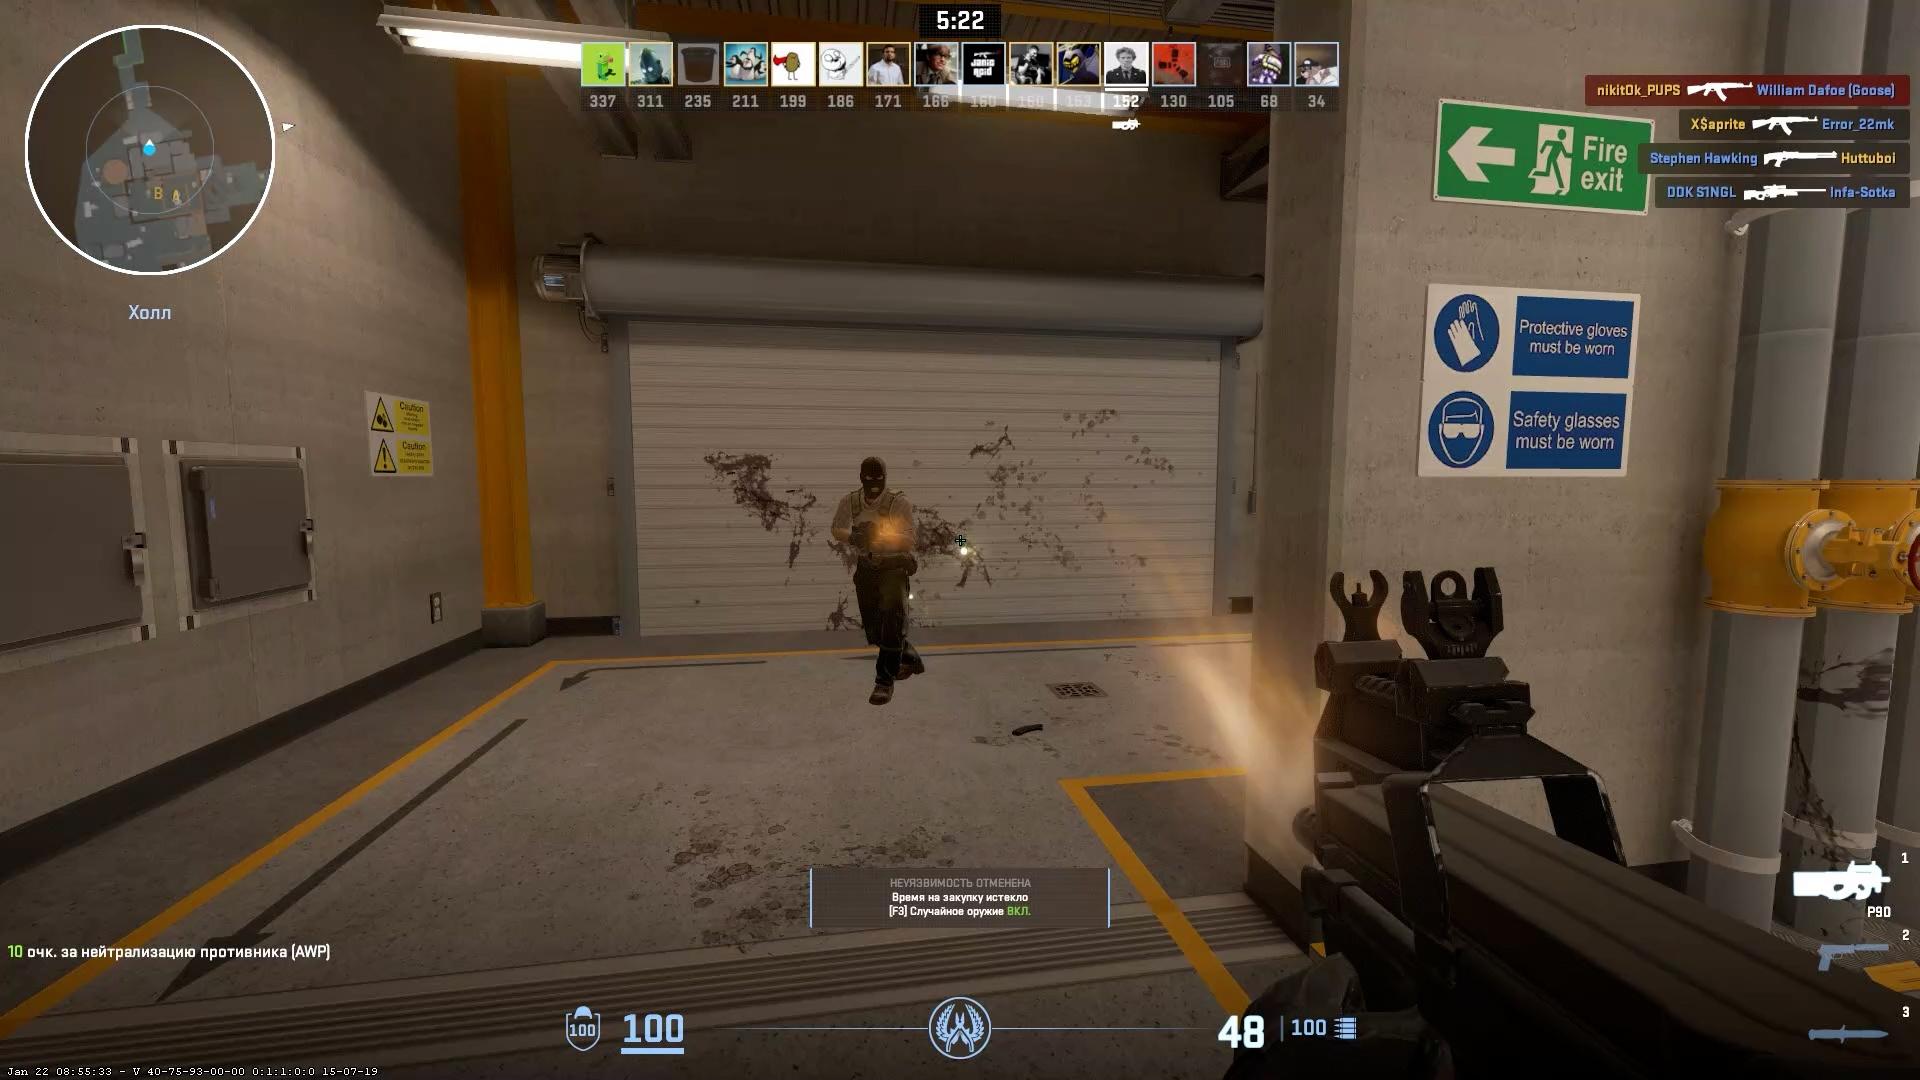 5:22
337 311 235 211 199 186 171 166 160 160 153 152 130 105 68 34
nikit0k_PUPS William Dafoe (Goose)
X$aprite Error_22mk
Stephen Hawking Huttuboi
DDK S1NGL Infa-Sotka
B A
Холл
Fire
exit
Protective gloves
must be worn
Safety glasses
must be worn
Caution
Caution
1
P90
2
3
НЕУЯЗВИМОСТЬ ОТМЕНЕНА
Время на закупку истекло
[F3] Случайное оружие ВКЛ.
10 очк. за нейтрализацию противника (AWP)
100 100
48 100
Jan 22 08:55:33 - V 40-75-93-00-00 0:1:1:0:0 15-07-19